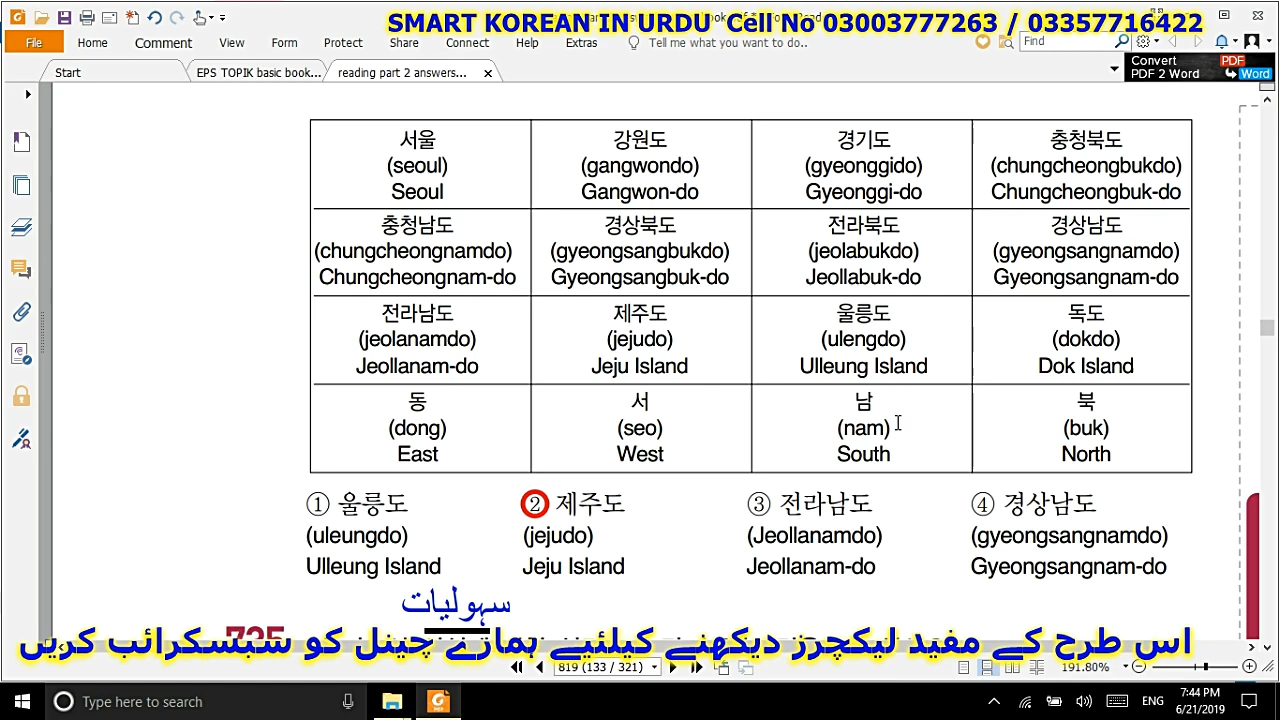 SMART KOREAN IN URDU  Cell No 03003777263 / 03357716422
File Home Comment View Form Protect Share Connect Help Extras Tell me what you want to do.. Find
Start EPS TOPIK basic book... reading part 2 answers...
Convert PDF
PDF 2 Word Word
서울 강원도 경기도 충청북도
(seoul) (gangwondo) (gyeonggido) (chungcheongbukdo)
Seoul Gangwon-do Gyeonggi-do Chungcheongbuk-do
충청남도 경상북도 전라북도 경상남도
(chungcheongnamdo) (gyeongsangbukdo) (jeolabukdo) (gyeongsangnamdo)
Chungcheongnam-do Gyeongsangbuk-do Jeollabuk-do Gyeongsangnam-do
전라남도 제주도 울릉도 독도
(jeolanamdo) (jejudo) (ulengdo) (dokdo)
Jeollanam-do Jeju Island Ulleung Island Dok Island
동 서 남 북
(dong) (seo) (nam) (buk)
East West South North
① 울릉도 ② 제주도 ③ 전라남도 ④ 경상남도
(uleungdo) (jejudo) (Jeollanamdo) (gyeongsangnamdo)
Ulleung Island Jeju Island Jeollanam-do Gyeongsangnam-do
سہولیات
اس طرح کے مفید لیکچرز دیکھنے کیلئیے ہمارے چینل کو سبسکرائب کریں
819 (133 / 321) 191.80%
Type here to search ENG 7:44 PM
6/21/2019